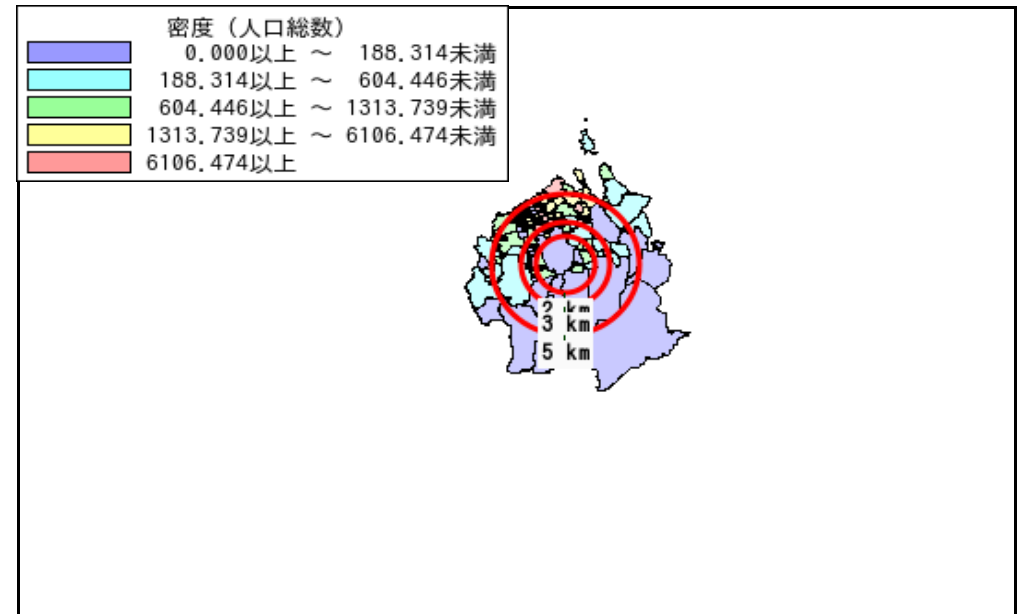 密度（人口総数）
0.000以上 ～ 188.314未満
188.314以上 ～ 604.446未満
604.446以上 ～ 1313.739未満
1313.739以上 ～ 6106.474未満
6106.474以上
2 km
3 km
5 km